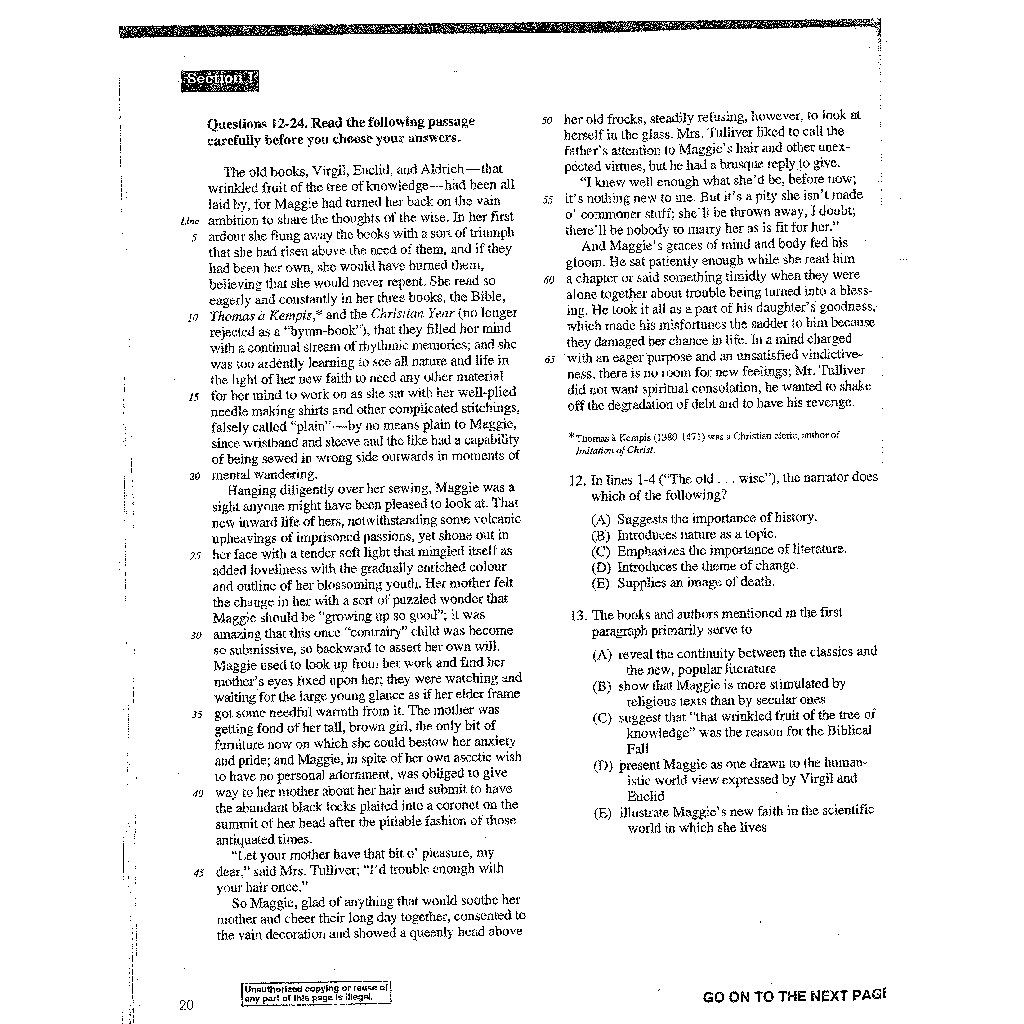 Section I
Questions 12-24. Read the following passage
carefully before you choose your answers.
The old books, Virgil, Euclid, and Aldrich—that
wrinkled fruit of the tree of knowledge—had been all
laid by, for Maggie had turned her back on the vain
Line ambition to share the thoughts of the wise. In her first
5 ardour she flung away the books with a sort of triumph
that she had risen above the need of them, and if they
had been her own, she would have burned them,
believing that she would never repent. She read so
eagerly and constantly in her three books, the Bible,
10 Thomas à Kempis,* and the Christian Year (no longer
rejected as a "hymn-book"), that they filled her mind
with a continual stream of rhythmic memories; and she
was too ardently learning to see all nature and life in
the light of her new faith to need any other material
15 for her mind to work on as she sat with her well-plied
needle making shirts and other complicated stitchings,
falsely called "plain"—by no means plain to Maggie,
since wristband and sleeve and the like had a capability
of being sewed in wrong side outwards in moments of
20 mental wandering.
Hanging diligently over her sewing, Maggie was a
sight anyone might have been pleased to look at. That
new inward life of hers, notwithstanding some volcanic
upheavings of imprisoned passions, yet shone out in
25 her face with a tender soft light that mingled itself as
added loveliness with the gradually enriched colour
and outline of her blossoming youth. Her mother felt
the change in her with a sort of puzzled wonder that
Maggie should be "growing up so good"; it was
30 amazing that this once "contrairy" child was become
so submissive, so backward to assert her own will.
Maggie used to look up from her work and find her
mother's eyes fixed upon her; they were watching and
waiting for the large young glance as if her elder frame
35 got some needful warmth from it. The mother was
getting fond of her tall, brown girl, the only bit of
furniture now on which she could bestow her anxiety
and pride; and Maggie, in spite of her own ascetic wish
to have no personal adornment, was obliged to give
40 way to her mother about her hair and submit to have
the abundant black locks plaited into a coronet on the
summit of her head after the pitiable fashion of those
antiquated times.
"Let your mother have that bit o' pleasure, my
45 dear," said Mrs. Tulliver; "I'd trouble enough with
your hair once."
So Maggie, glad of anything that would soothe her
mother and cheer their long day together, consented to
the vain decoration and showed a queenly head above
50 her old frocks, steadily refusing, however, to look at
herself in the glass. Mrs. Tulliver liked to call the
father's attention to Maggie's hair and other unex-
pected virtues, but he had a brusque reply to give.
"I knew well enough what she'd be, before now;
55 it's nothing new to me. But it's a pity she isn't made
o' commoner stuff; she'll be thrown away, I doubt;
there'll be nobody to marry her as is fit for her."
And Maggie's graces of mind and body fed his
gloom. He sat patiently enough while she read him
60 a chapter or said something timidly when they were
alone together about trouble being turned into a bless-
ing. He took it all as a part of his daughter's goodness,
which made his misfortunes the sadder to him because
they damaged her chance in life. In a mind charged
65 with an eager purpose and an unsatisfied vindictive-
ness, there is no room for new feelings; Mr. Tulliver
did not want spiritual consolation, he wanted to shake
off the degradation of debt and to have his revenge.
*Thomas à Kempis (1380-1471) was a Christian cleric, author of
Imitation of Christ.
12. In lines 1-4 ("The old . . . wise"), the narrator does
which of the following?
(A) Suggests the importance of history.
(B) Introduces nature as a topic.
(C) Emphasizes the importance of literature.
(D) Introduces the theme of change.
(E) Supplies an image of death.
13. The books and authors mentioned in the first
paragraph primarily serve to
(A) reveal the continuity between the classics and
the new, popular literature
(B) show that Maggie is more stimulated by
religious texts than by secular ones
(C) suggest that "that wrinkled fruit of the tree of
knowledge" was the reason for the Biblical
Fall
(D) present Maggie as one drawn to the human-
istic world view expressed by Virgil and
Euclid
(E) illustrate Maggie's new faith in the scientific
world in which she lives
Unauthorized copying or reuse of
any part of this page is illegal.
20
GO ON TO THE NEXT PAGE